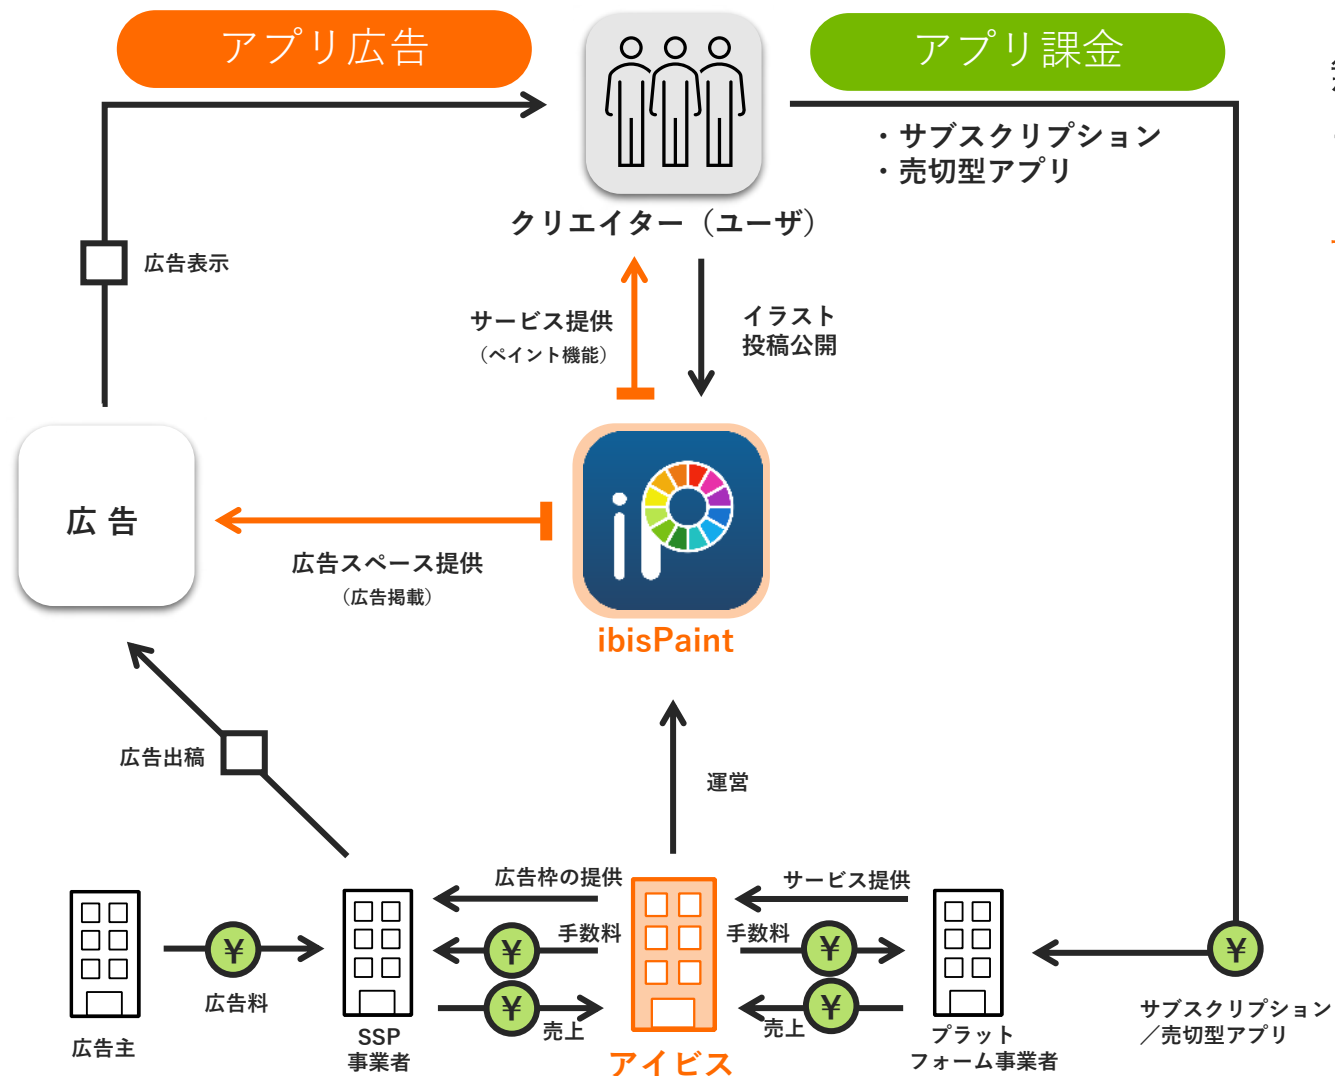 アプリ広告
アプリ課金
・サブスクリプション
・売切型アプリ
クリエイター（ユーザ）
広告表示
サービス提供
（ペイント機能）
イラスト
投稿公開
広告
iP
広告スペース提供
（広告掲載）
ibisPaint
広告出稿
運営
広告枠の提供
サービス提供
手数料
手数料
¥
¥
¥
¥
¥
¥
広告料
売上
売上
サブスクリプション
／売切型アプリ
広告主
SSP
事業者
アイビス
プラット
フォーム事業者